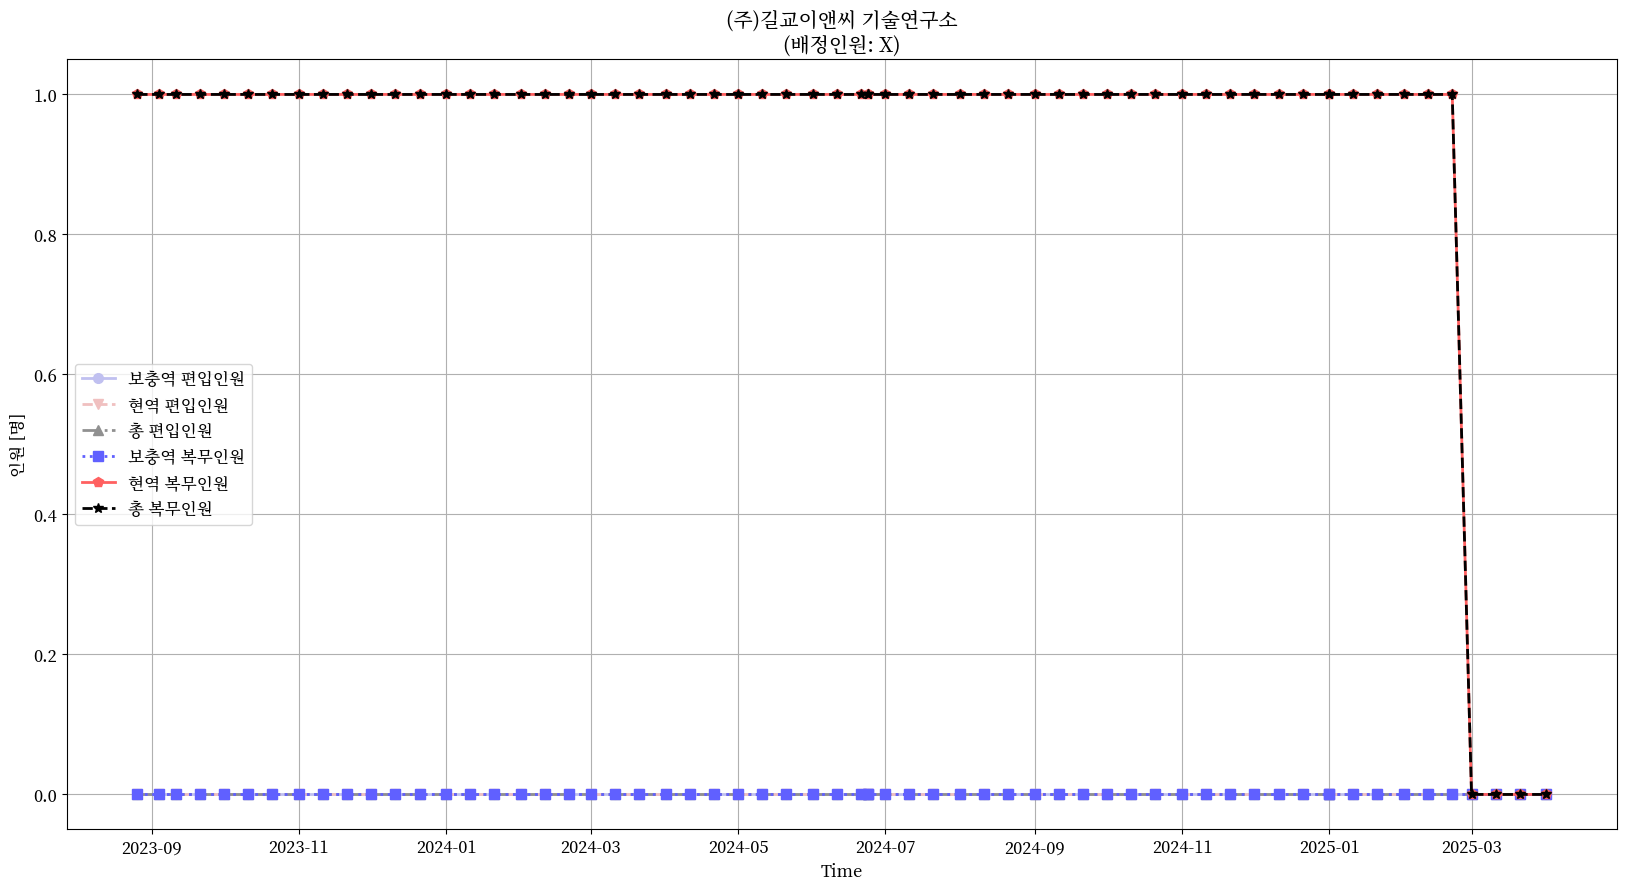 (주)길교이앤씨 기술연구소
(배정인원: X)
1.0
0.8
0.6
0.4
0.2
0.0
인원 [명]
보충역 편입인원
현역 편입인원
총 편입인원
보충역 복무인원
현역 복무인원
총 복무인원
2023-09 2023-11 2024-01 2024-03 2024-05 2024-07 2024-09 2024-11 2025-01 2025-03
Time